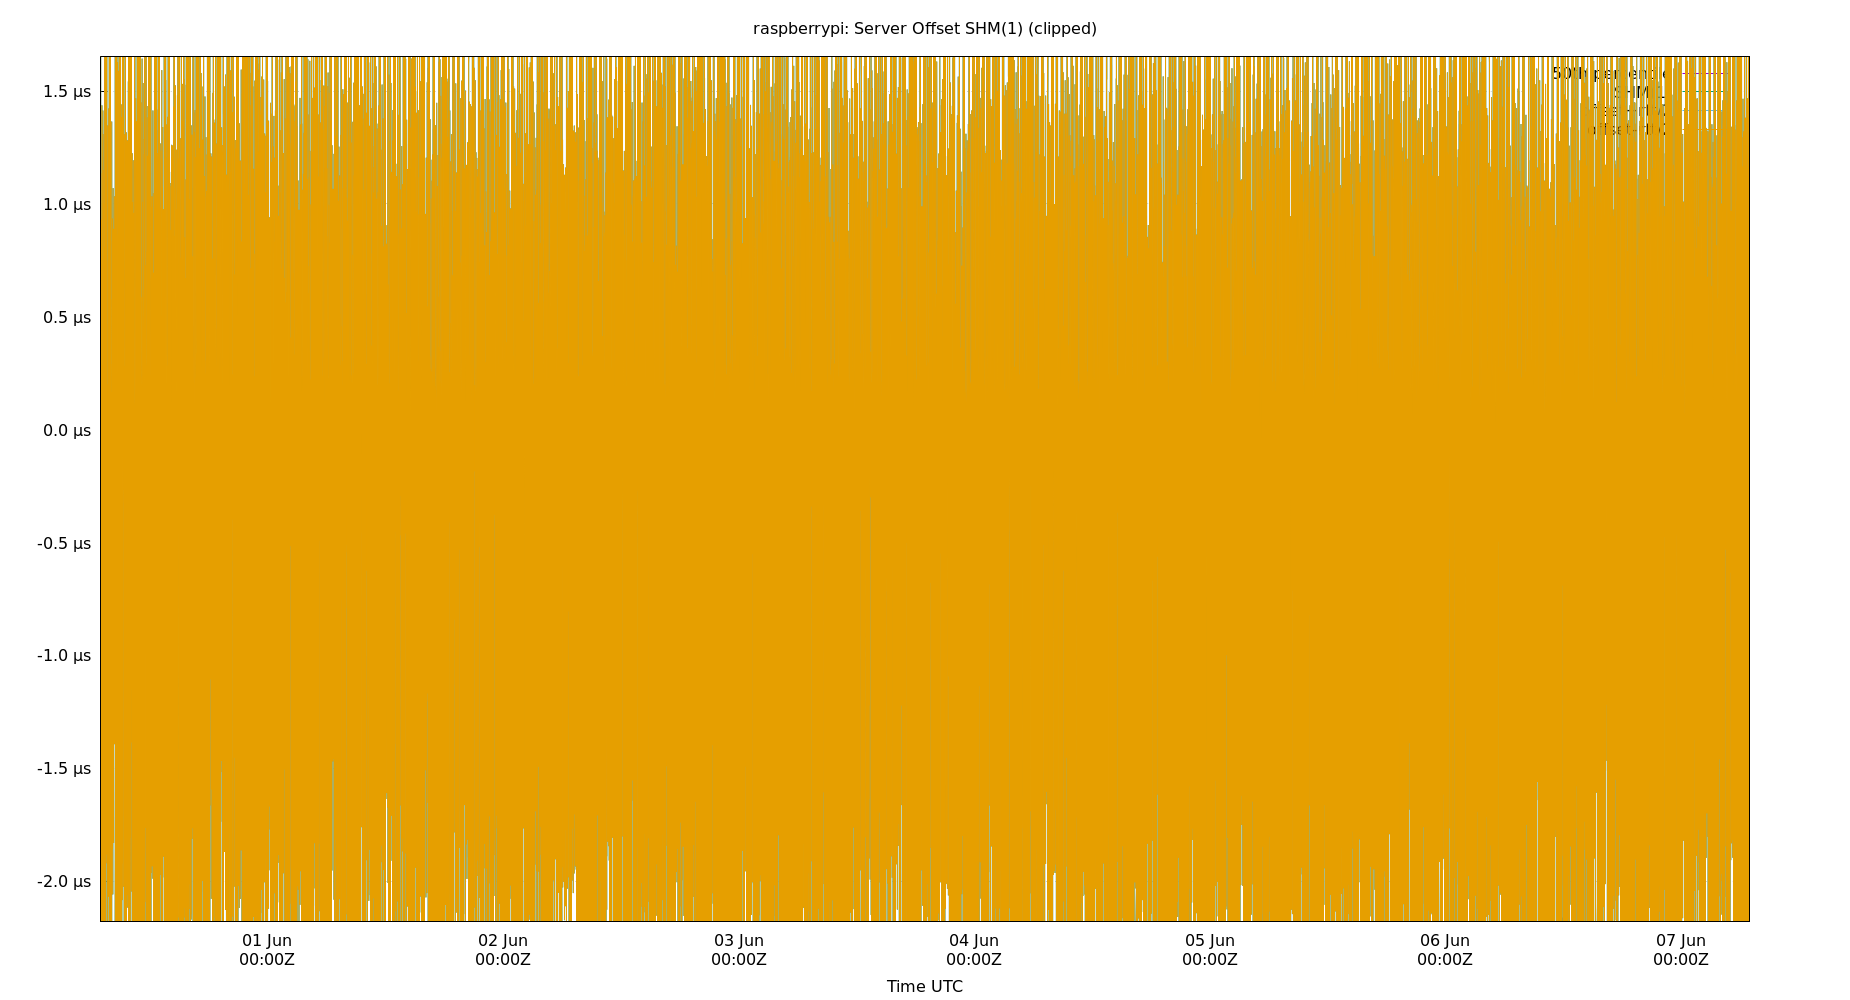 raspberrypi: Server Offset SHM(1) (clipped)
1.5 µs
1.0 µs
0.5 µs
0.0 µs
-0.5 µs
-1.0 µs
-1.5 µs
-2.0 µs
01 Jun 02 Jun 03 Jun 04 Jun 05 Jun 06 Jun 07 Jun
00:00Z 00:00Z 00:00Z 00:00Z 00:00Z 00:00Z 00:00Z
Time UTC